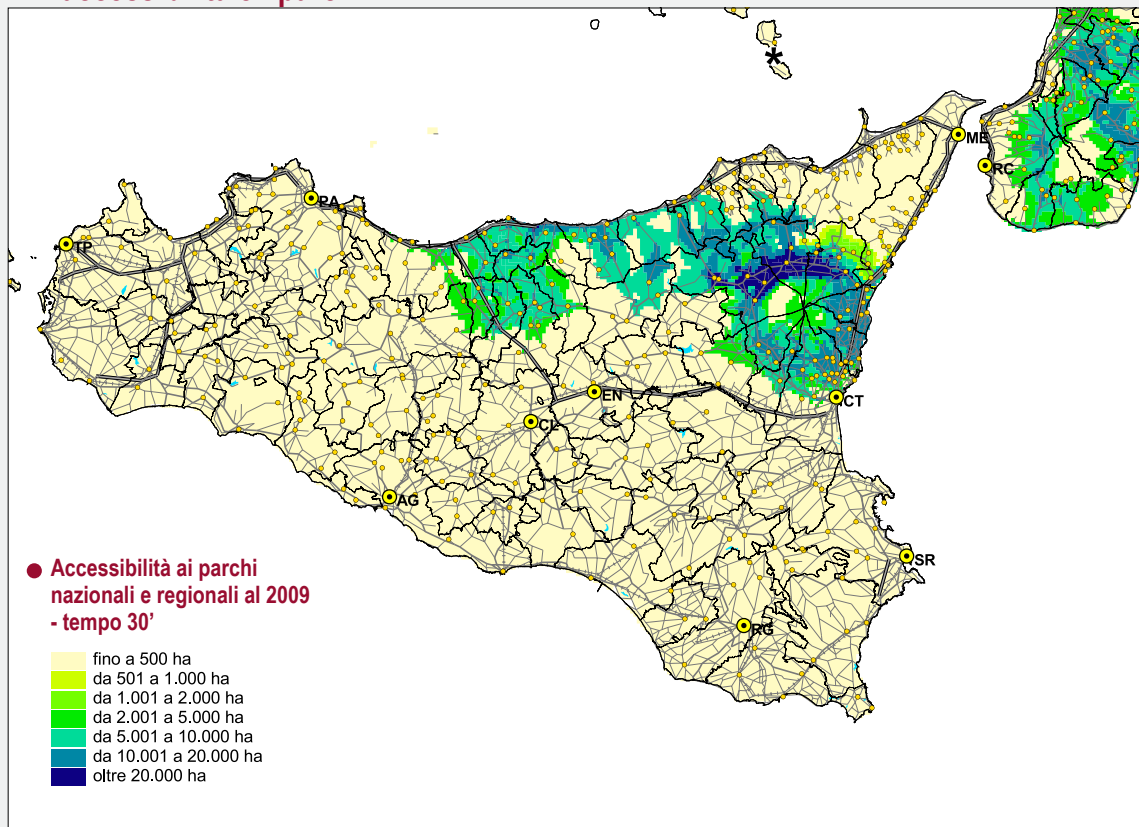 ME
RC
PA
TP
EN
CT
CL
AG
SR
RG
Accessibilità ai parchi
nazionali e regionali al 2009
- tempo 30'
fino a 500 ha
da 501 a 1.000 ha
da 1.001 a 2.000 ha
da 2.001 a 5.000 ha
da 5.001 a 10.000 ha
da 10.001 a 20.000 ha
oltre 20.000 ha